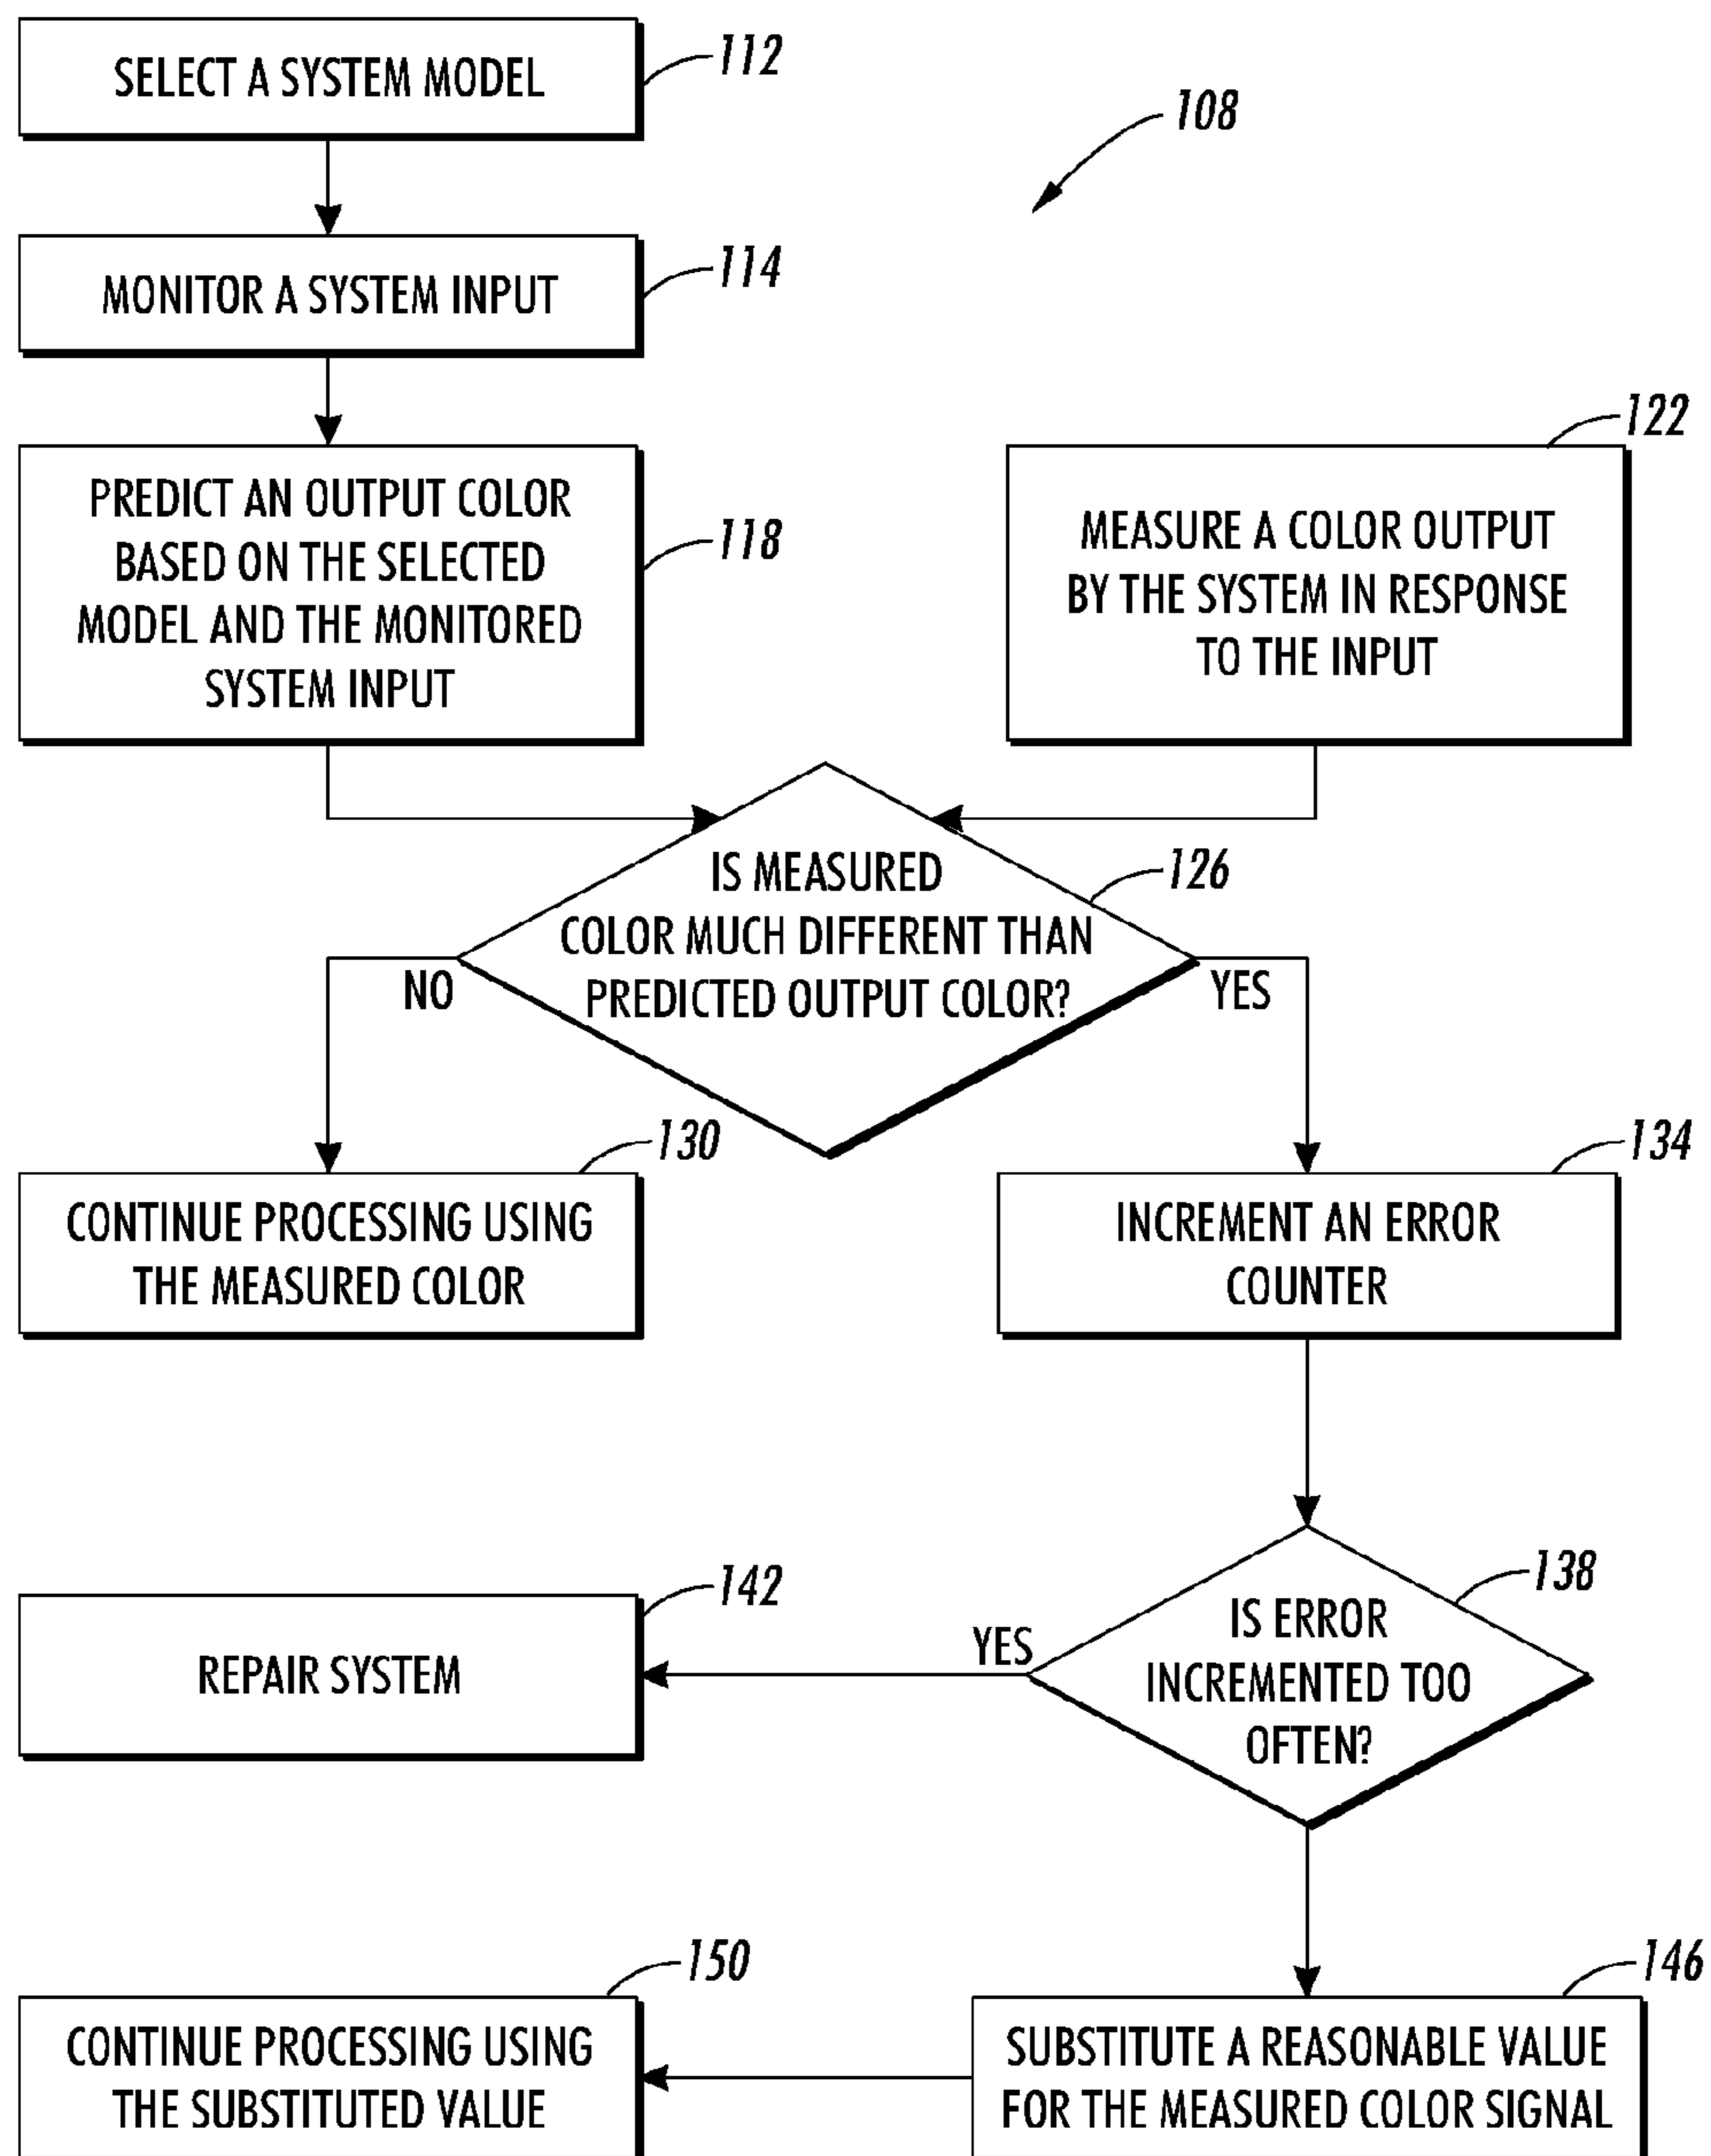 SELECT A SYSTEM MODEL
112
108
MONITOR A SYSTEM INPUT
114
PREDICT AN OUTPUT COLOR
BASED ON THE SELECTED
MODEL AND THE MONITORED
SYSTEM INPUT
118
122
MEASURE A COLOR OUTPUT
BY THE SYSTEM IN RESPONSE
TO THE INPUT
IS MEASURED
COLOR MUCH DIFFERENT THAN
PREDICTED OUTPUT COLOR?
126
NO
YES
130
CONTINUE PROCESSING USING
THE MEASURED COLOR
134
INCREMENT AN ERROR
COUNTER
138
IS ERROR
INCREMENTED TOO
OFTEN?
YES
142
REPAIR SYSTEM
146
SUBSTITUTE A REASONABLE VALUE
FOR THE MEASURED COLOR SIGNAL
150
CONTINUE PROCESSING USING
THE SUBSTITUTED VALUE